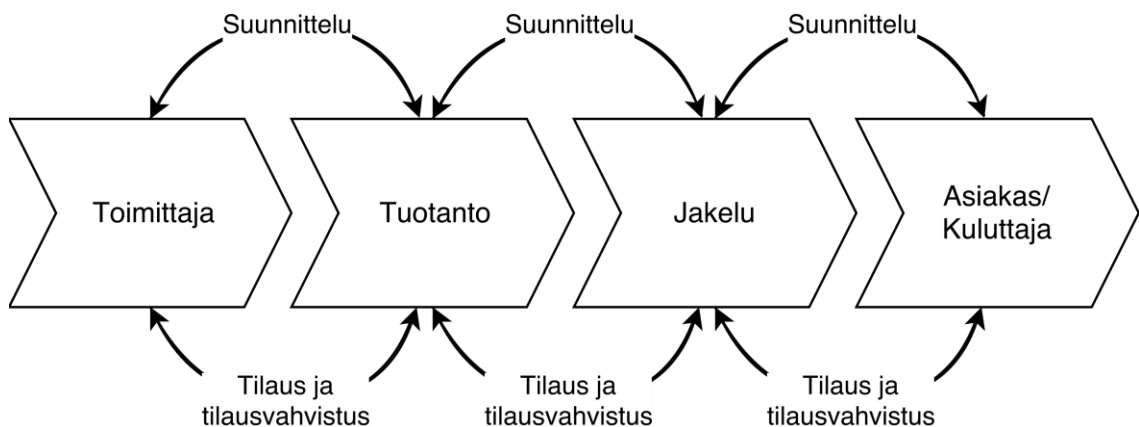 Suunnittelu
Suunnittelu
Suunnittelu
Toimittaja
Tuotanto
Jakelu
Asiakas/
Kuluttaja
Tilaus ja
tilausvahvistus
Tilaus ja
tilausvahvistus
Tilaus ja
tilausvahvistus